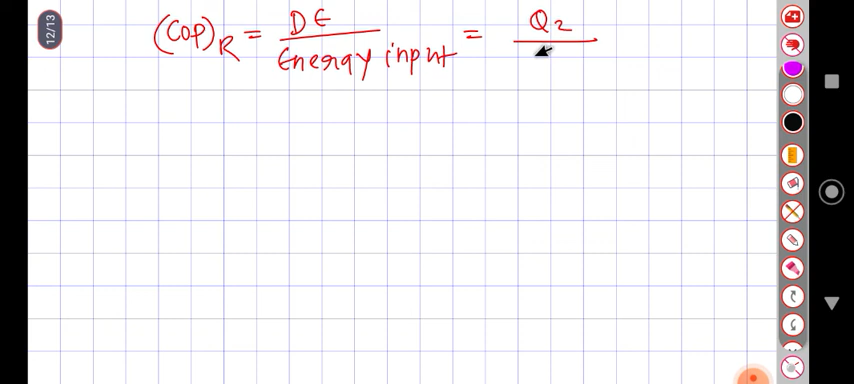 12/13
(COP)R = DE / Energy input = Q2 /